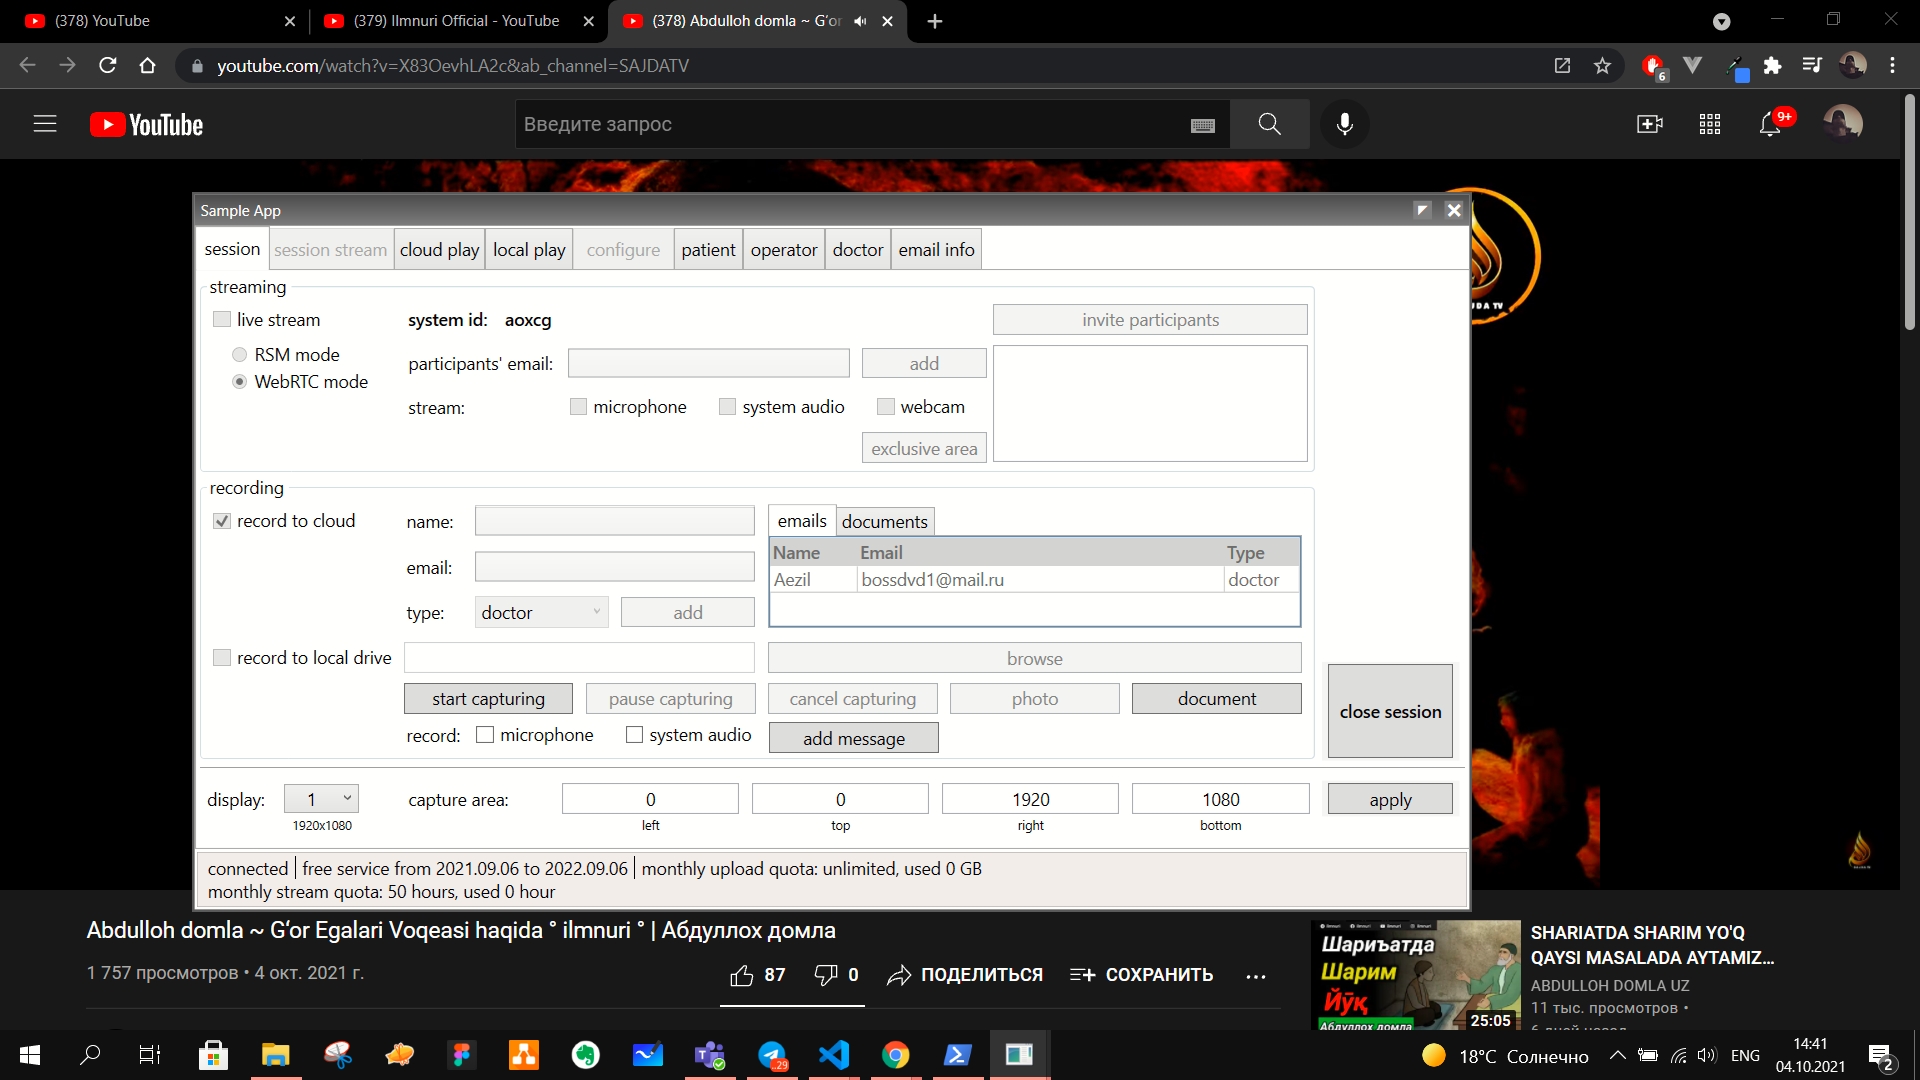 (378) YouTube
(379) Ilmnuri Official - YouTube
(378) Abdulloh domla ~ Gʻor
youtube.com/watch?v=X83OevhLA2c&ab_channel=SAJDATV
6
YouTube
Введите запрос
9+
Sample App
session
session stream
cloud play
local play
configure
patient
operator
doctor
email info
streaming
live stream
system id: aoxcg
invite participants
RSM mode
WebRTC mode
participants' email:
add
stream:
microphone
system audio
webcam
exclusive area
recording
record to cloud
name:
emails
documents
Name Email Type
Aezil bossdvd1@mail.ru doctor
email:
type:
doctor
add
record to local drive
browse
start capturing
pause capturing
cancel capturing
photo
document
record:
microphone
system audio
add message
close session
display:
1
1920x1080
capture area:
0
0
1920
1080
left
top
right
bottom
apply
connected
free service from 2021.09.06 to 2022.09.06
monthly upload quota: unlimited, used 0 GB
monthly stream quota: 50 hours, used 0 hour
Abdulloh domla ~ Gʻor Egalari Voqeasi haqida ° ilmnuri ° | Абдуллох домла
1 757 просмотров • 4 окт. 2021 г.
87
0
ПОДЕЛИТЬСЯ
СОХРАНИТЬ
Шариъатда
Шарим
Йўқ
Абдуллох домла
25:05
SHARIATDA SHARIM YO'Q
QAYSI MASALADA AYTAMIZ...
ABDULLOH DOMLA UZ
11 тыс. просмотров •
18°C Солнечно
ENG
14:41
04.10.2021
2